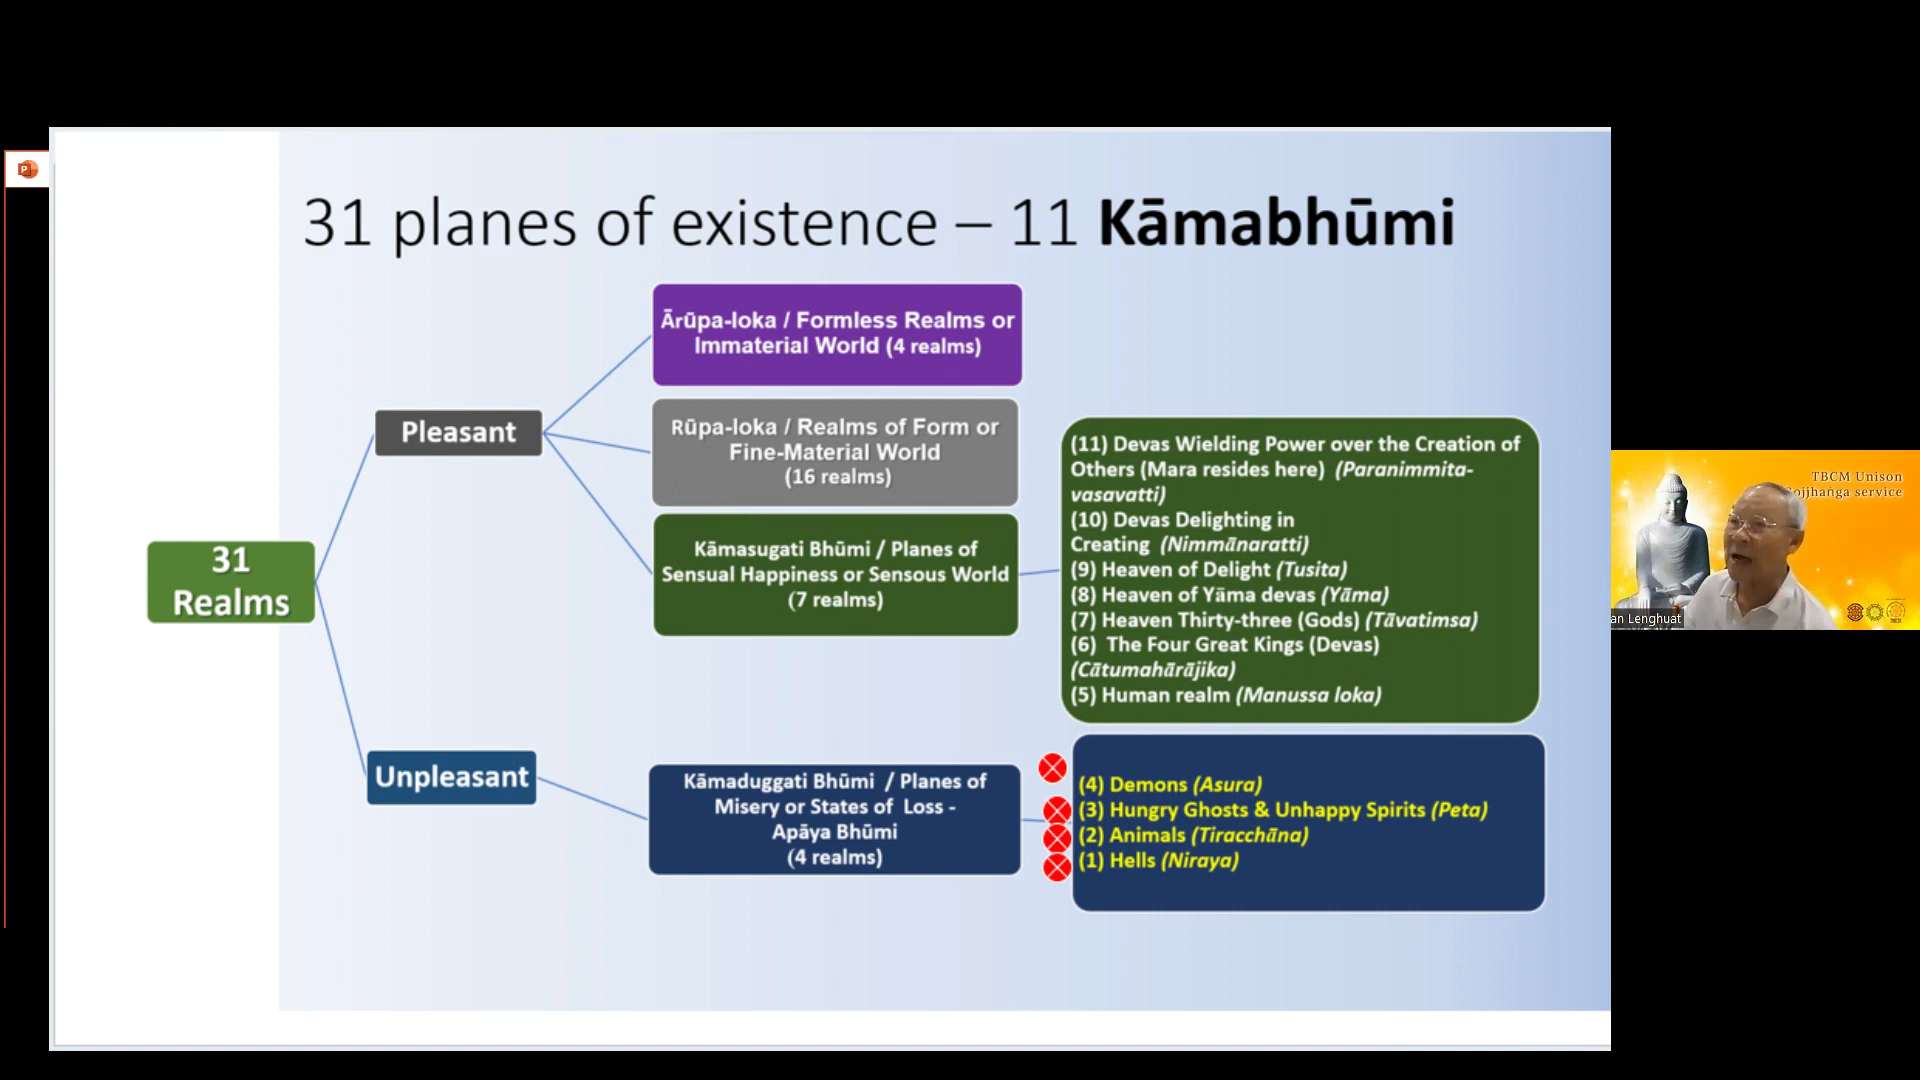 31 planes of existence – 11 Kāmabhūmi
Ārūpa-loka / Formless Realms or
Immaterial World (4 realms)
Pleasant
Rūpa-loka / Realms of Form or
Fine-Material World
(16 realms)
Kāmasugati Bhūmi / Planes of
Sensual Happiness or Sensous World
(7 realms)
(11) Devas Wielding Power over the Creation of
Others (Mara resides here) (Paranimmita-
vasavatti)
(10) Devas Delighting in
Creating (Nimmānaratti)
(9) Heaven of Delight (Tusita)
(8) Heaven of Yāma devas (Yāma)
(7) Heaven Thirty-three (Gods) (Tāvatimsa)
(6) The Four Great Kings (Devas)
(Cātumahārājika)
(5) Human realm (Manussa loka)
31
Realms
Unpleasant
Kāmaduggati Bhūmi / Planes of
Misery or States of Loss -
Apāya Bhūmi
(4 realms)
(4) Demons (Asura)
(3) Hungry Ghosts & Unhappy Spirits (Peta)
(2) Animals (Tiracchāna)
(1) Hells (Niraya)
TBCM Unison
ojjhaṅga service
an Lenghuat